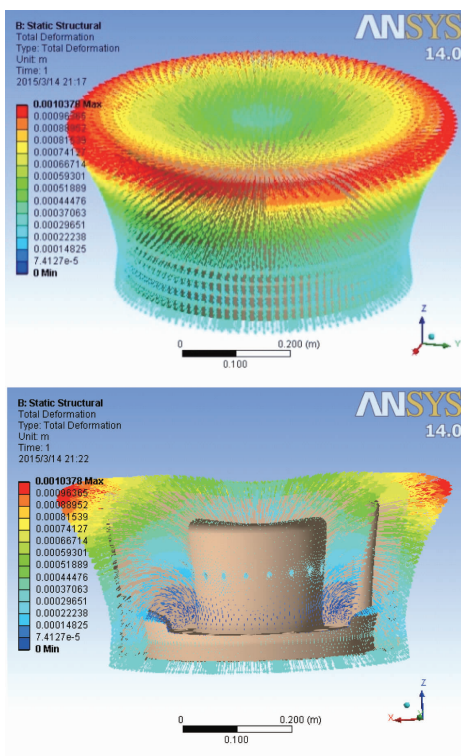 B: Static Structural
Total Deformation
Type: Total Deformation
Unit: m
Time: 1
2015/3/14 21:17
ANSYS
14.0
0.0010378 Max
0.00096365
0.00088952
0.00081539
0.00074127
0.00066714
0.00059301
0.00051889
0.00044476
0.00037063
0.00029651
0.00022238
0.00014825
7.4127e-5
0 Min
0
0.200 (m)
0.100
Z
Y
B: Static Structural
Total Deformation
Type: Total Deformation
Unit: m
Time: 1
2015/3/14 21:22
ANSYS
14.0
0.0010378 Max
0.00096365
0.00088952
0.00081539
0.00074127
0.00066714
0.00059301
0.00051889
0.00044476
0.00037063
0.00029651
0.00022238
0.00014825
7.4127e-5
0 Min
0
0.200 (m)
0.100
Z
X